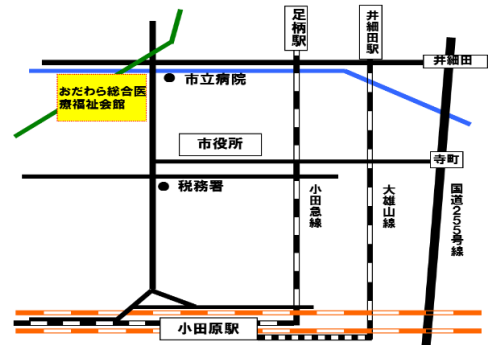 足柄駅
井細田駅
井細田
市立病院
おだわら総合医
療福祉会館
市役所
寺町
税務署
小田急線
大雄山線
国道255号線
小田原駅